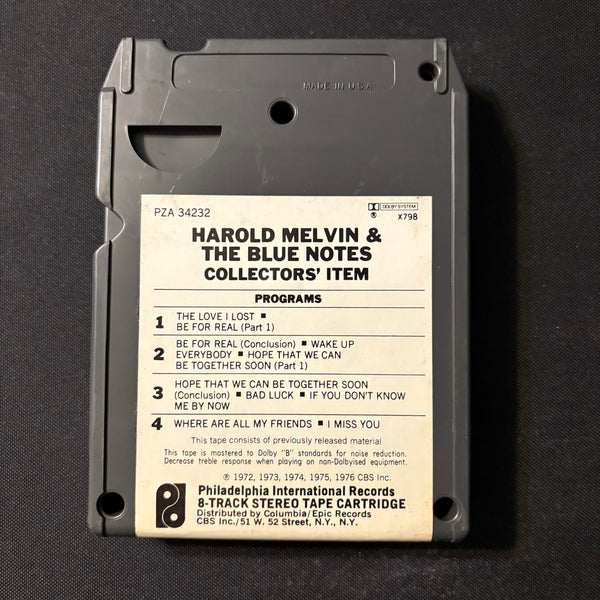 MADE IN U.S.A.
PZA 34232
DOLBY SYSTEM
®
X798
HAROLD MELVIN &
THE BLUE NOTES
COLLECTORS' ITEM
PROGRAMS
1 THE LOVE I LOST ■
BE FOR REAL (Part 1)
2 BE FOR REAL (Conclusion) ■ WAKE UP
EVERYBODY ■ HOPE THAT WE CAN
BE TOGETHER SOON (Part 1)
3 HOPE THAT WE CAN BE TOGETHER SOON
(Conclusion) ■ BAD LUCK ■ IF YOU DON'T KNOW
ME BY NOW
4 WHERE ARE ALL MY FRIENDS ■ I MISS YOU
This tape consists of previously released material
This tape is mastered to Dolby "B" standards for noise reduction.
Decrease treble response when playing on non-Dolbyised equipment.
℗ 1972, 1973, 1974, 1975, 1976 CBS Inc.
Philadelphia International Records
8-TRACK STEREO TAPE CARTRIDGE
Distributed by Columbia/Epic Records
CBS Inc./51 W. 52 Street, N.Y., N.Y.